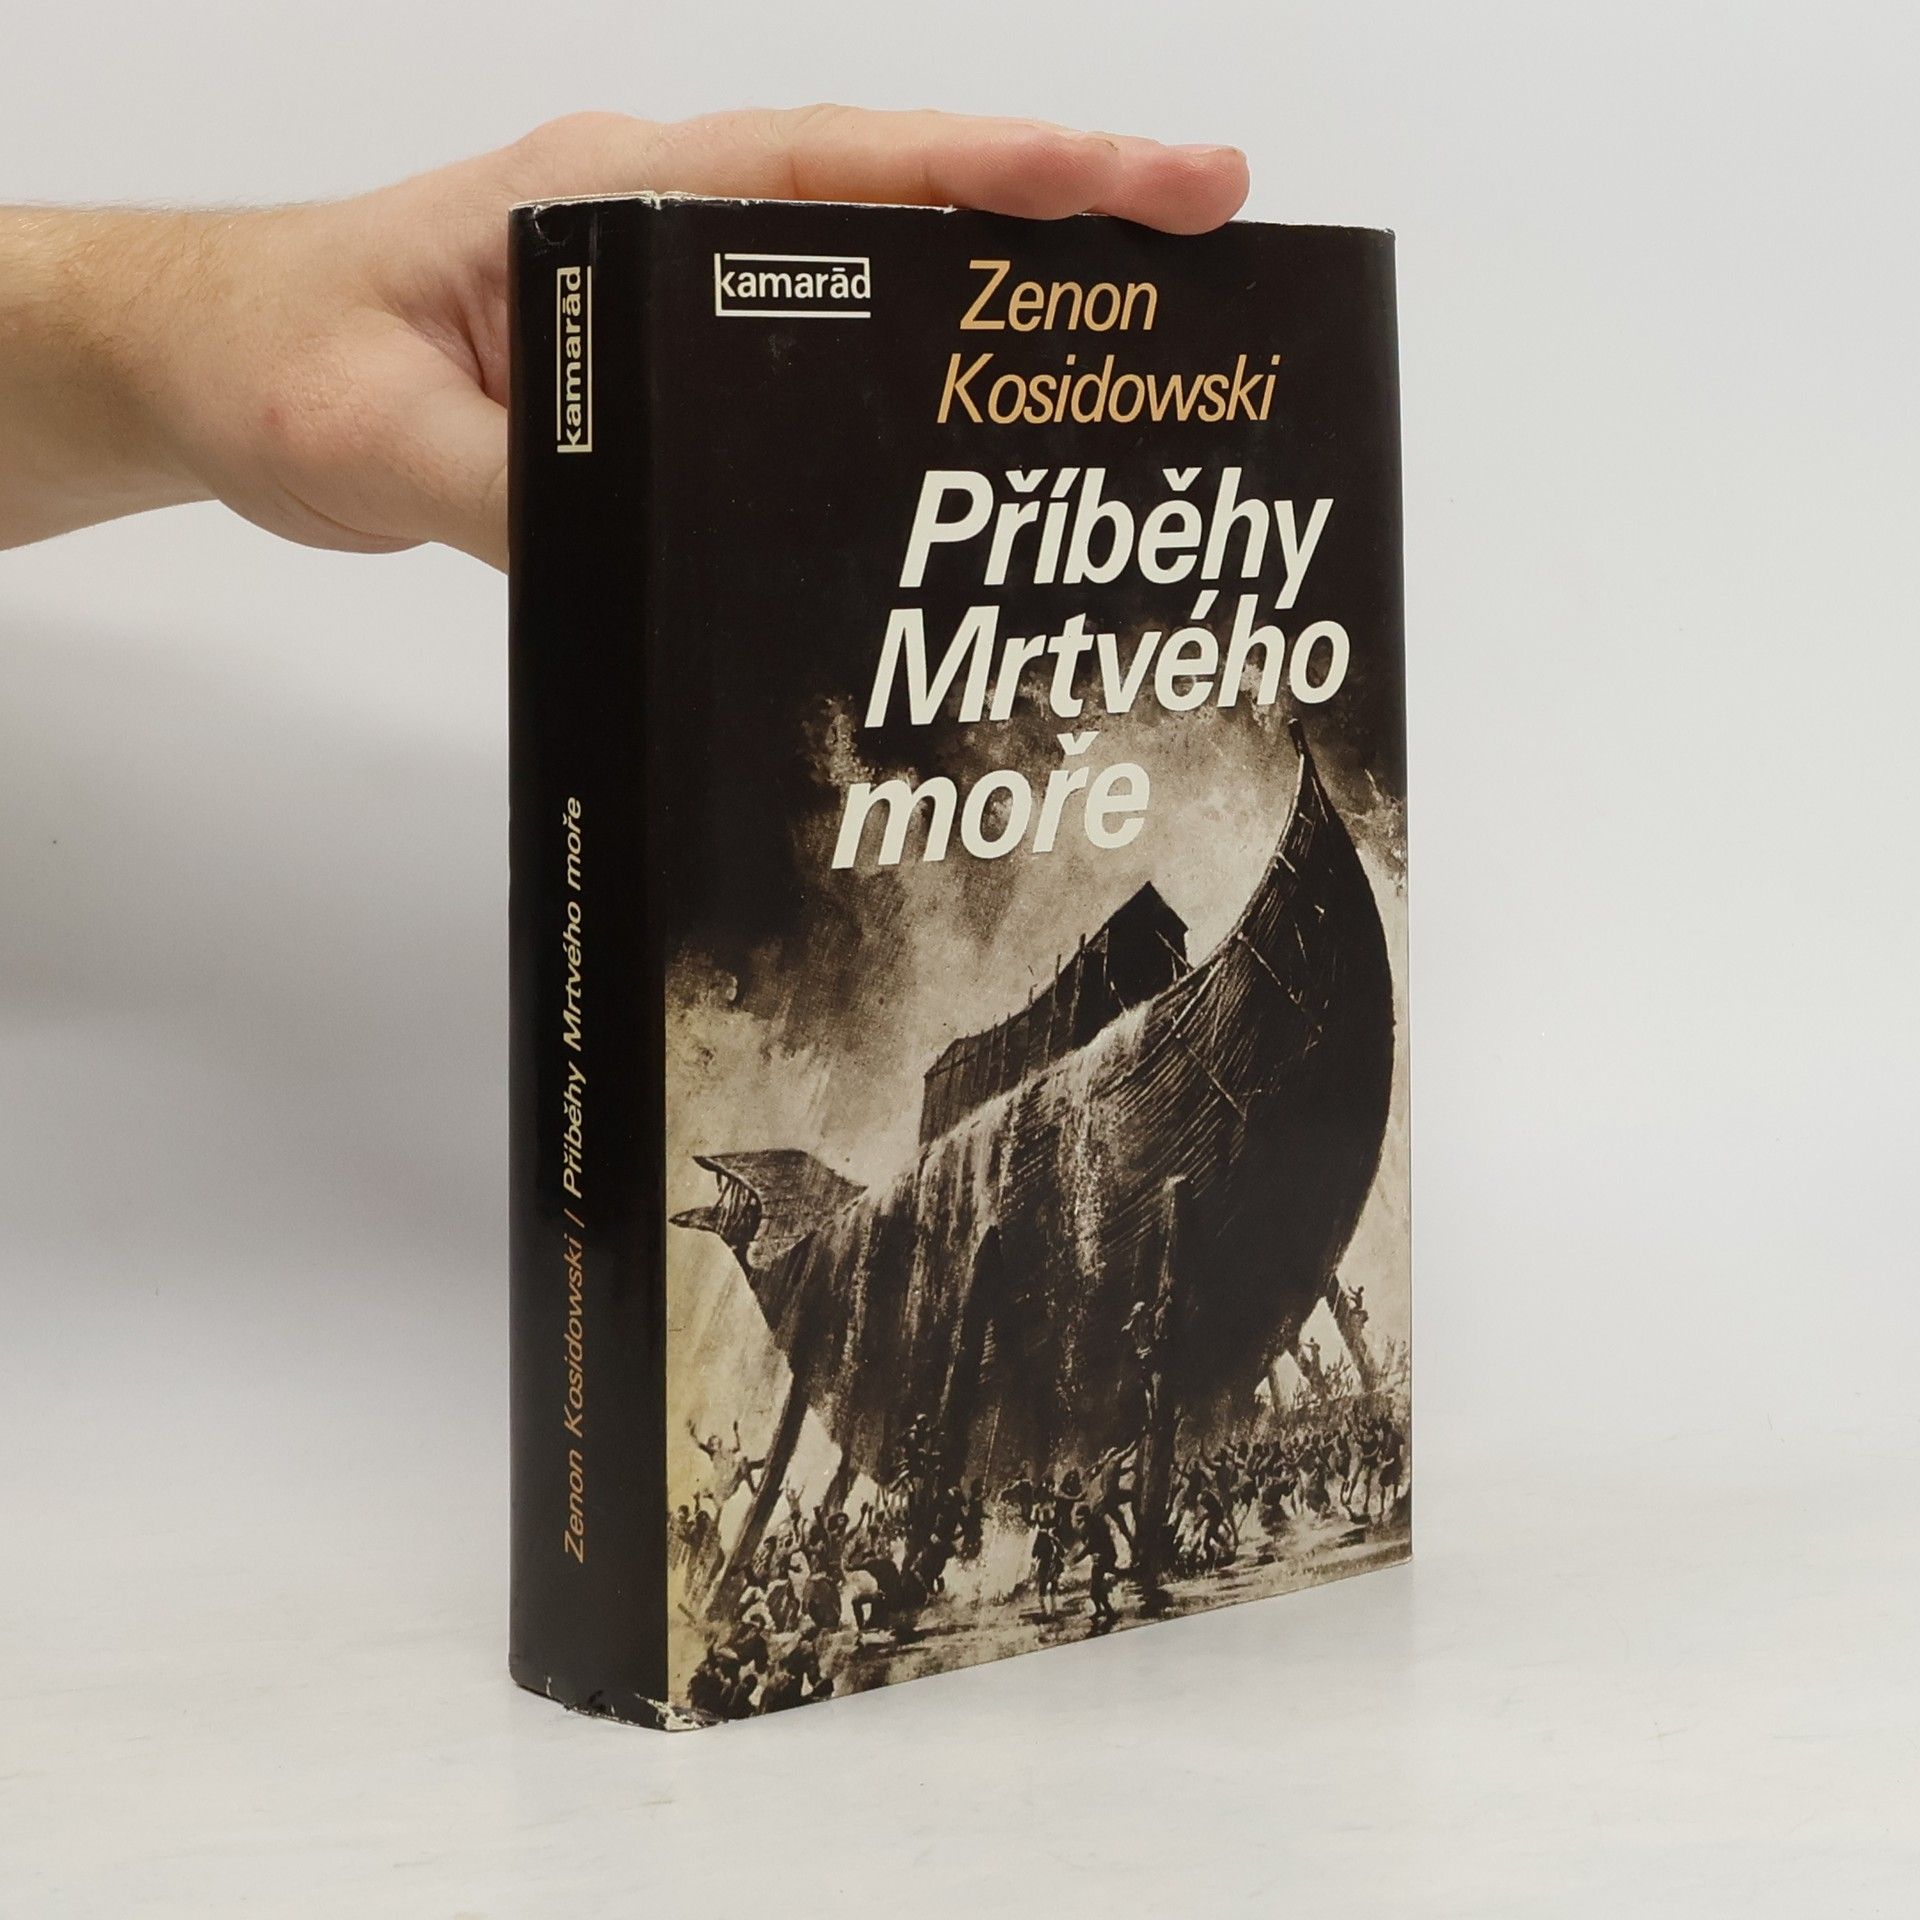 kamarád
Zenon Kosidowski / Příběhy Mrtvého moře
kamarád
Zenon
Kosidowski
Příběhy
Mrtvého
moře